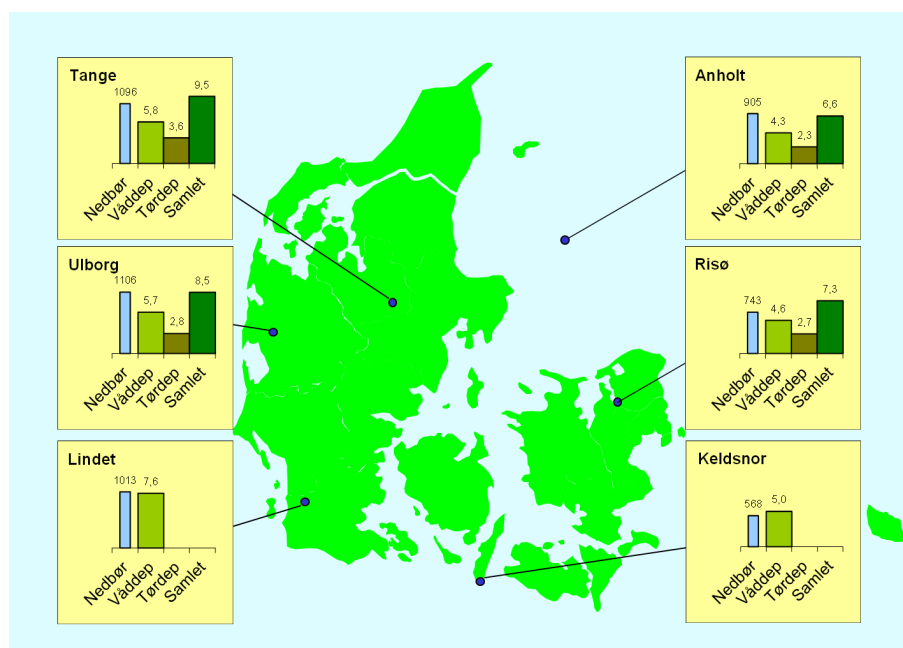 Tange
1096
5,8
3,6
9,5
Nedbør
Våddep
Tørdep
Samlet
Anholt
905
4,3
2,3
6,6
Nedbør
Våddep
Tørdep
Samlet
Ulborg
1106
5,7
2,8
8,5
Nedbør
Våddep
Tørdep
Samlet
Risø
743
4,6
2,7
7,3
Nedbør
Våddep
Tørdep
Samlet
Lindet
1013
7,6
Nedbør
Våddep
Tørdep
Samlet
Keldsnor
568
5,0
Nedbør
Våddep
Tørdep
Samlet